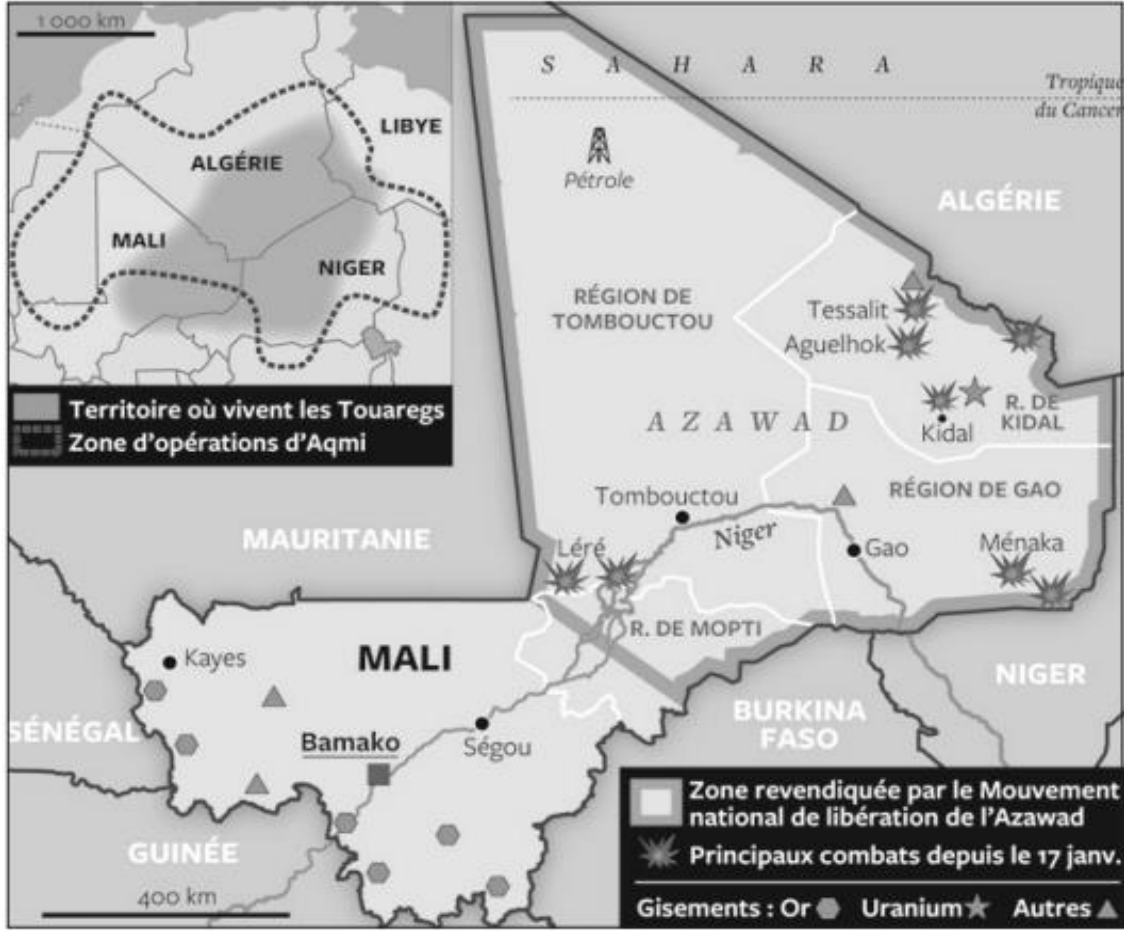 1 000 km
LIBYE
ALGÉRIE
MALI
NIGER
Territoire où vivent les Touaregs
Zone d'opérations d'Aqmi
SAHARA
Tropique
du Cancer
Pétrole
ALGÉRIE
RÉGION DE
TOMBOUCTOU
Tessalit
Aguelhok
AZAWAD
R. DE
KIDAL
Kidal
RÉGION DE GAO
Tombouctou
Niger
Gao
Ménaka
MAURITANIE
Léré
R. DE MOPTI
MALI
Kayes
NIGER
SÉNÉGAL
Bamako
Ségou
BURKINA
FASO
GUINÉE
400 km
Zone revendiquée par le Mouvement
national de libération de l'Azawad
Principaux combats depuis le 17 janv.
Gisements : Or Uranium Autres